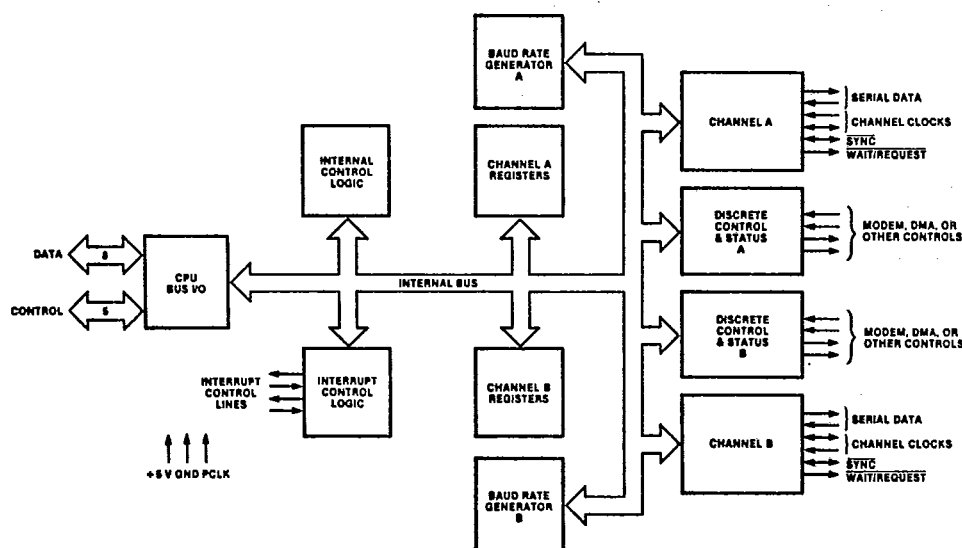 BAUD RATE
GENERATOR
A
CHANNEL A
SERIAL DATA
CHANNEL CLOCKS
SYNC
WAIT/REQUEST
INTERNAL
CONTROL
LOGIC
CHANNEL A
REGISTERS
DISCRETE
CONTROL
& STATUS
A
MODEM, DMA, OR
OTHER CONTROLS
DATA
8
CPU
BUS I/O
INTERNAL BUS
CONTROL
5
DISCRETE
CONTROL
& STATUS
B
MODEM, DMA, OR
OTHER CONTROLS
INTERRUPT
CONTROL
LINES
INTERRUPT
CONTROL
LOGIC
CHANNEL B
REGISTERS
CHANNEL B
SERIAL DATA
CHANNEL CLOCKS
SYNC
WAIT/REQUEST
+5 V GND PCLK
BAUD RATE
GENERATOR
B